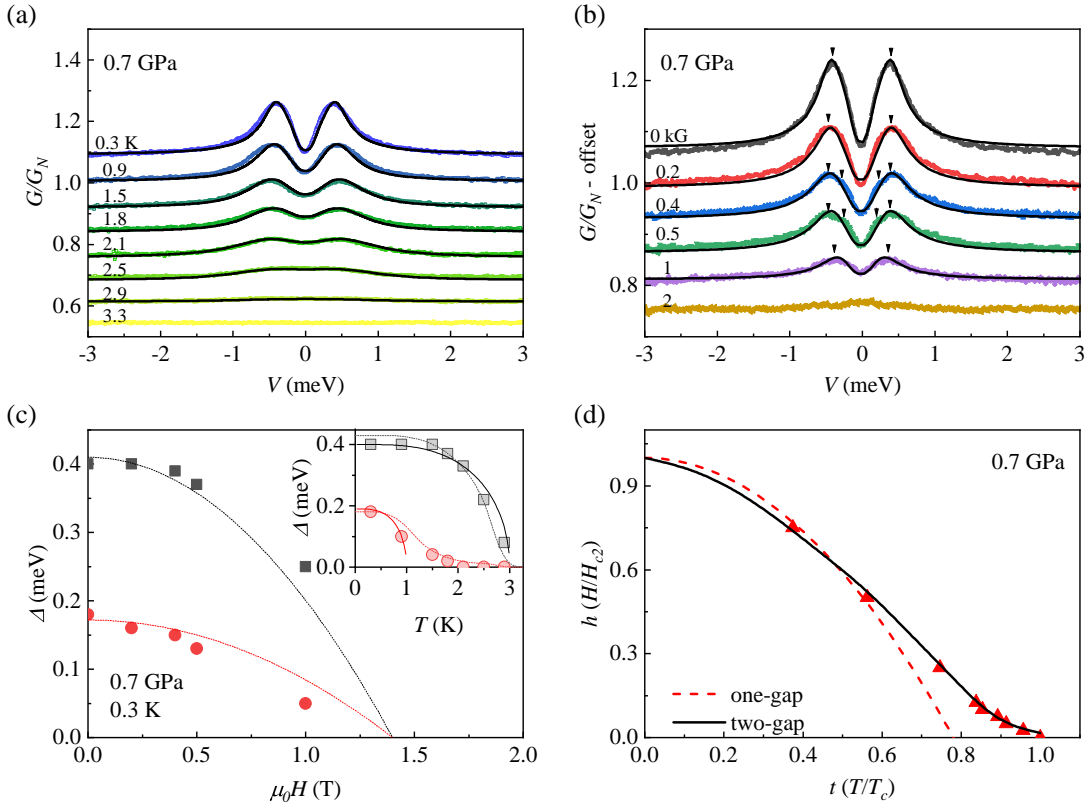 (a)
0.7 GPa
1.4
1.2
1.0
0.8
0.6
G/G_N
0.3 K
0.9
1.5
1.8
2.1
2.5
2.9
3.3
-3 -2 -1 0 1 2 3
V (meV)
(b)
0.7 GPa
1.2
1.0
0.8
G/G_N - offset
0 kG
0.2
0.4
0.5
1
2
-3 -2 -1 0 1 2 3
V (meV)
(c)
0.4
0.3
0.2
0.1
0.0
Δ (meV)
0.7 GPa
0.3 K
0.0 0.5 1.0 1.5 2.0
μ₀H (T)
0.4
0.2
0.0
Δ (meV)
0 1 2 3
T (K)
(d)
0.7 GPa
0.9
0.6
0.3
0.0
h (H/H_{c2})
one-gap
two-gap
0.0 0.2 0.4 0.6 0.8 1.0
t (T/T_c)